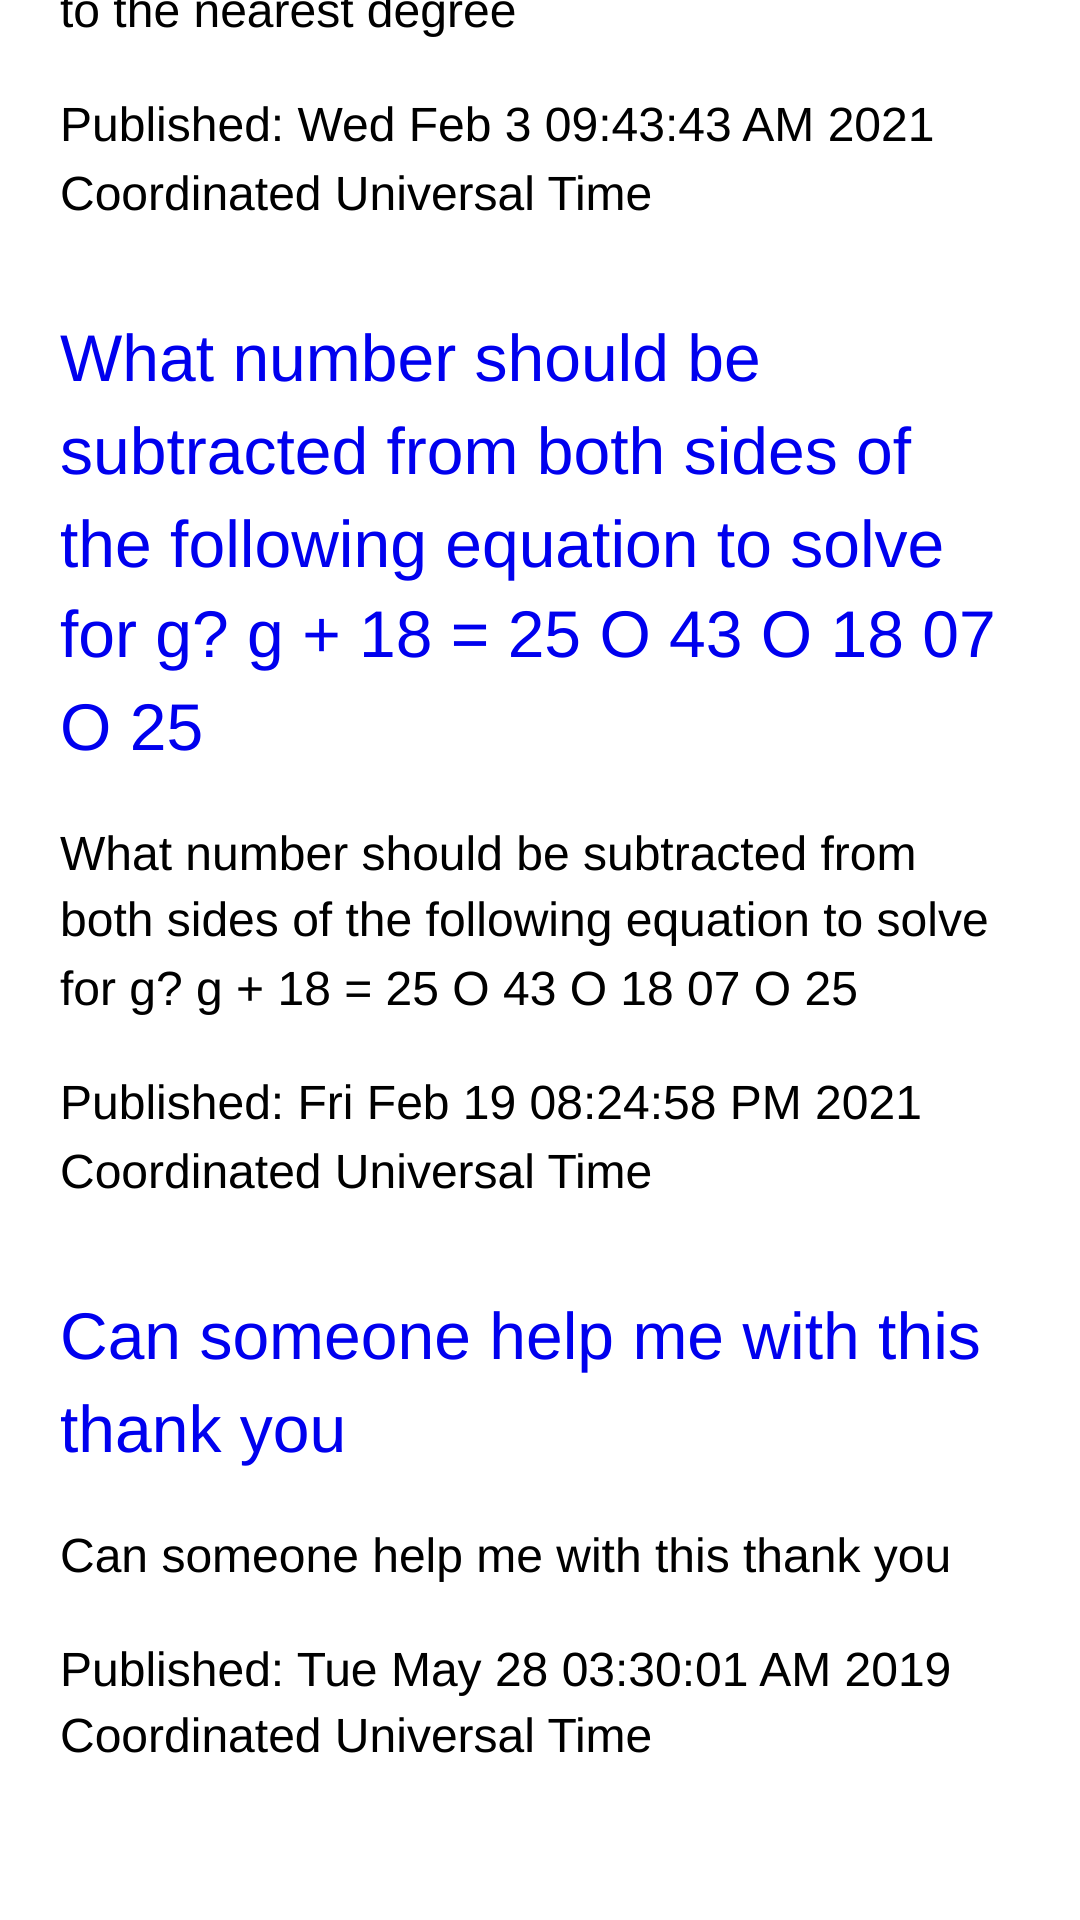 to the nearest degree
Published: Wed Feb 3 09:43:43 AM 2021
Coordinated Universal Time
What number should be
subtracted from both sides of
the following equation to solve
for g? g + 18 = 25 O 43 O 18 07
O 25
What number should be subtracted from
both sides of the following equation to solve
for g? g + 18 = 25 O 43 O 18 07 O 25
Published: Fri Feb 19 08:24:58 PM 2021
Coordinated Universal Time
Can someone help me with this
thank you
Can someone help me with this thank you
Published: Tue May 28 03:30:01 AM 2019
Coordinated Universal Time